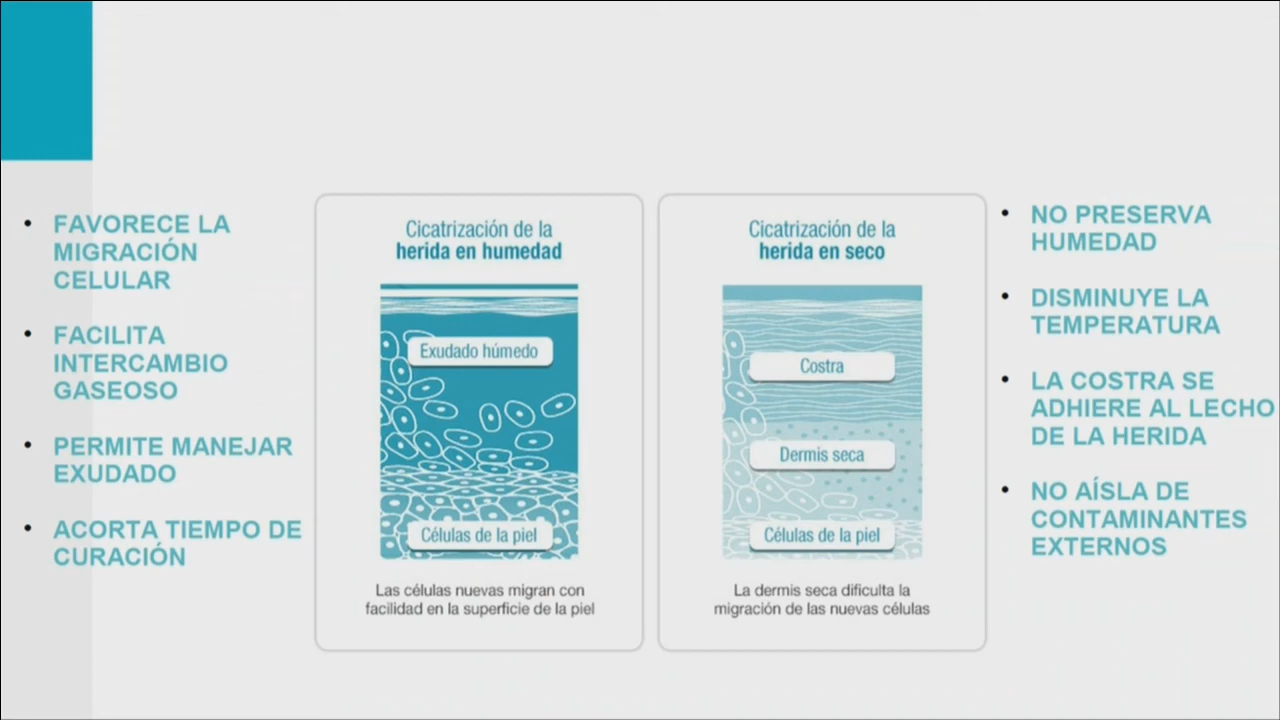 FAVORECE LA
MIGRACIÓN
CELULAR
FACILITA
INTERCAMBIO
GASEOSO
PERMITE MANEJAR
EXUDADO
ACORTA TIEMPO DE
CURACIÓN
Cicatrización de la
herida en humedad
Exudado húmedo
Células de la piel
Las células nuevas migran con
facilidad en la superficie de la piel
Cicatrización de la
herida en seco
Costra
Dermis seca
Células de la piel
La dermis seca dificulta la
migración de las nuevas células
NO PRESERVA
HUMEDAD
DISMINUYE LA
TEMPERATURA
LA COSTRA SE
ADHIERE AL LECHO
DE LA HERIDA
NO AÍSLA DE
CONTAMINANTES
EXTERNOS